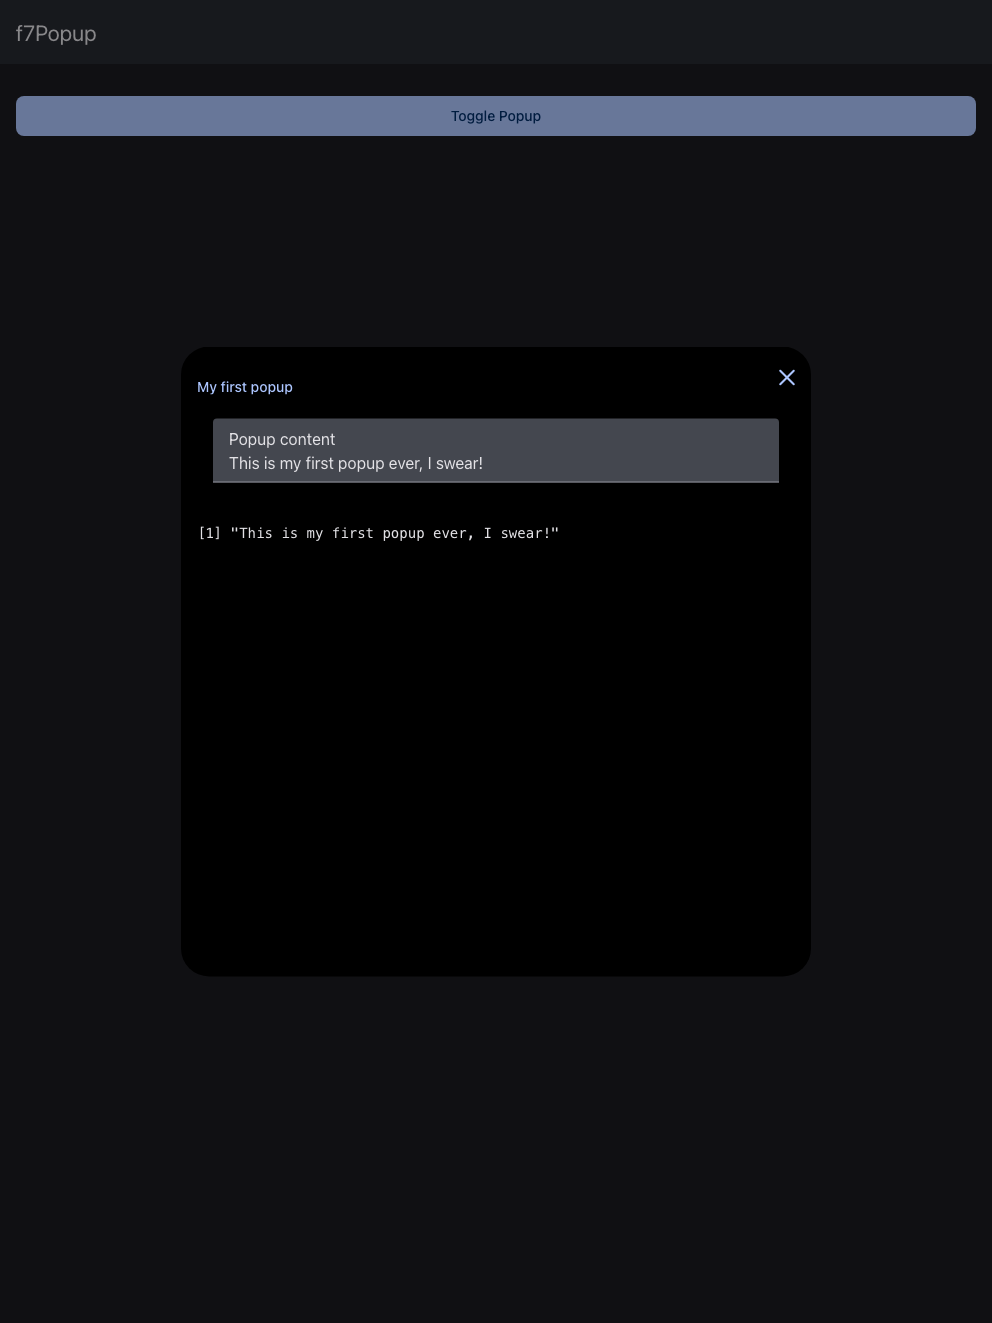 f7Popup
Toggle Popup
My first popup
Popup content
This is my first popup ever, I swear!
[1] "This is my first popup ever, I swear!"